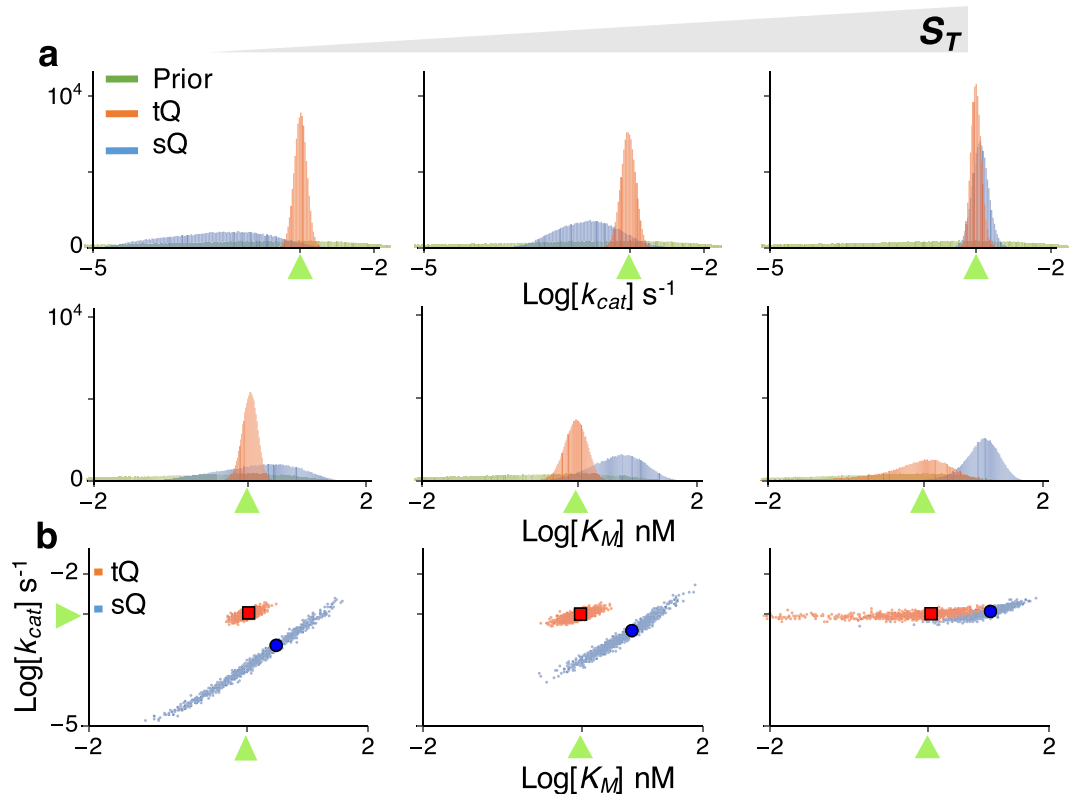 S_T
a
Prior
tQ
sQ
10^4
0
-5 -2
-5 -2
-5 -2
Log[k_cat] s^-1
10^4
0
-2 2
-2 2
-2 2
Log[K_M] nM
b
tQ
sQ
Log[k_cat] s^-1
-2
-5
-2 2
-2 2
-2 2
Log[K_M] nM